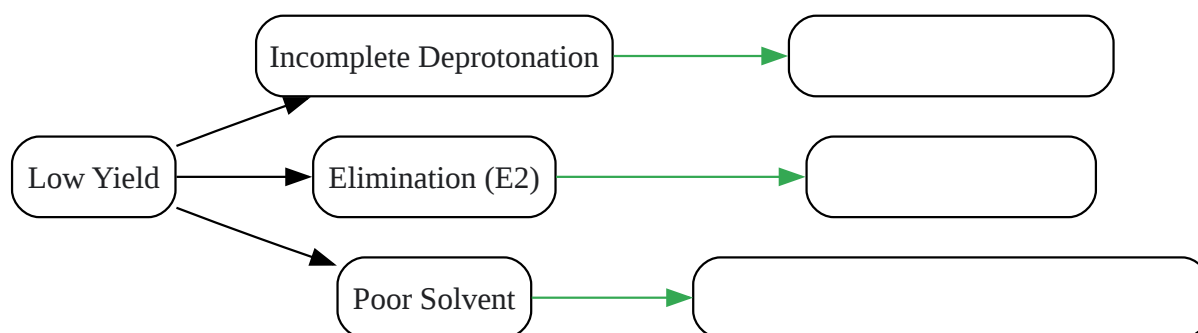 Incomplete Deprotonation
Low Yield
Elimination (E2)
Poor Solvent